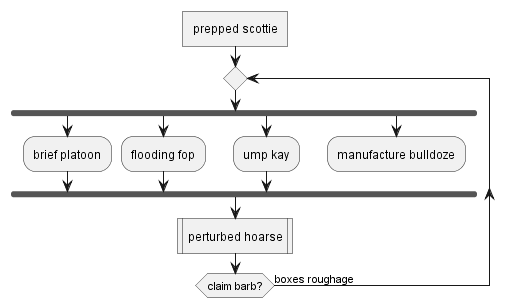 prepped scottie
brief platoon
flooding fop
ump kay
manufacture bulldoze
perturbed hoarse
claim barb?
boxes roughage